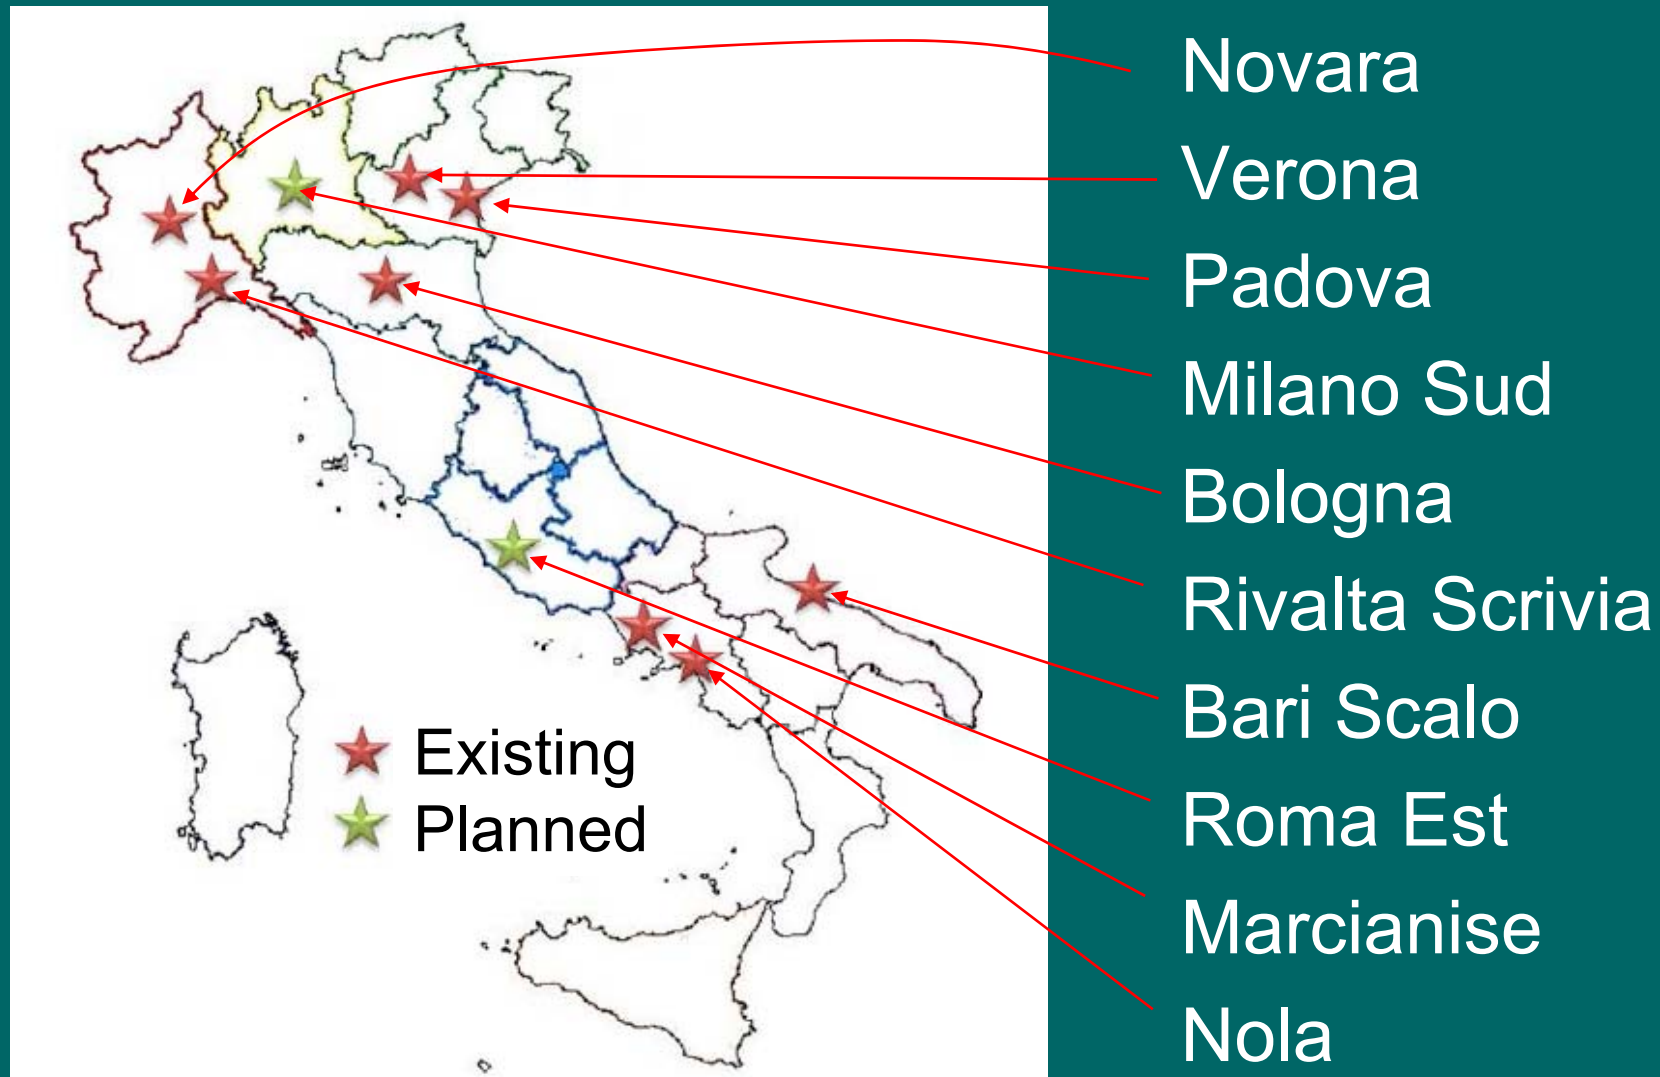 Novara
Verona
Padova
Milano Sud
Bologna
Rivalta Scrivia
Bari Scalo
Roma Est
Marcianise
Nola
Existing
Planned